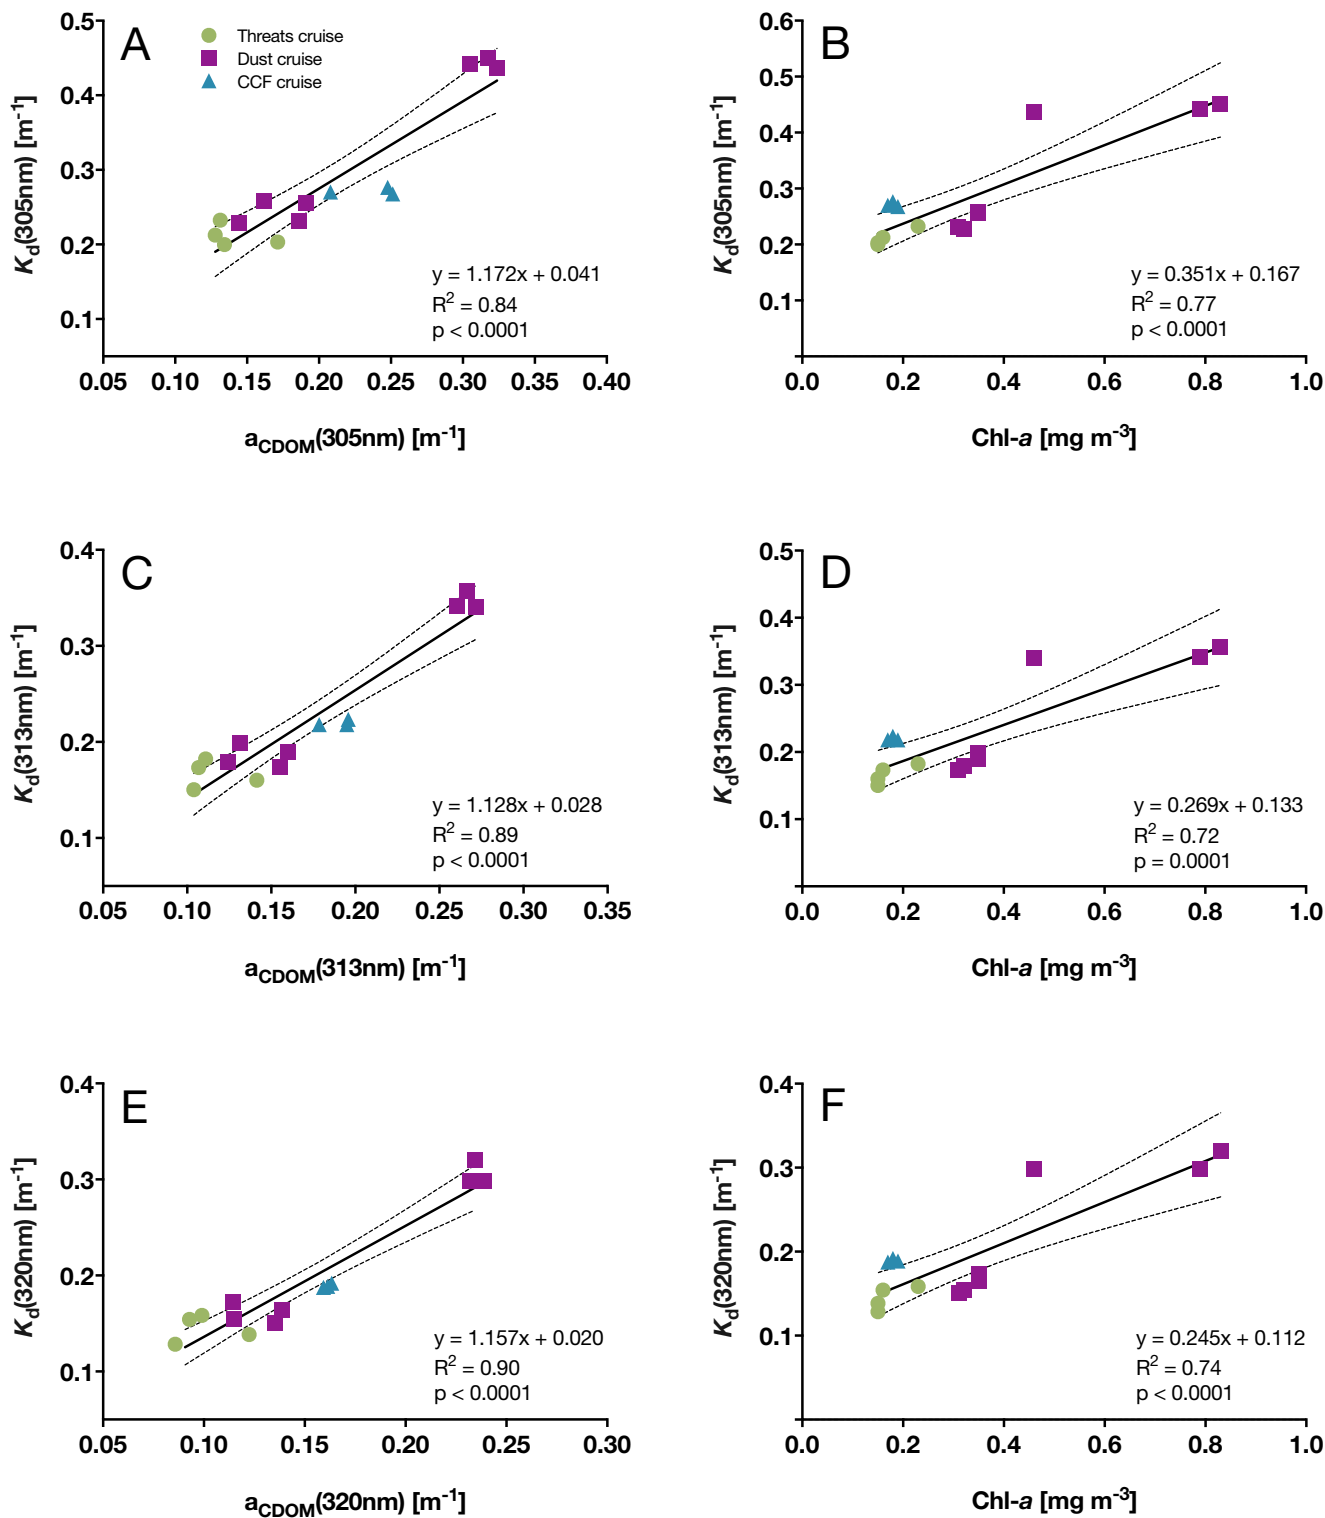 A
Threats cruise
Dust cruise
CCF cruise
0.5
0.4
0.3
0.2
0.1
Kd(305nm) [m-1]
y = 1.172x + 0.041
R2 = 0.84
p < 0.0001
0.05 0.10 0.15 0.20 0.25 0.30 0.35 0.40
aCDOM(305nm) [m-1]
B
0.6
0.5
0.4
0.3
0.2
0.1
Kd(305nm) [m-1]
y = 0.351x + 0.167
R2 = 0.77
p < 0.0001
0.0 0.2 0.4 0.6 0.8 1.0
Chl-a [mg m-3]
C
0.4
0.3
0.2
0.1
Kd(313nm) [m-1]
y = 1.128x + 0.028
R2 = 0.89
p < 0.0001
0.05 0.10 0.15 0.20 0.25 0.30 0.35
aCDOM(313nm) [m-1]
D
0.5
0.4
0.3
0.2
0.1
Kd(313nm) [m-1]
y = 0.269x + 0.133
R2 = 0.72
p = 0.0001
0.0 0.2 0.4 0.6 0.8 1.0
Chl-a [mg m-3]
E
0.4
0.3
0.2
0.1
Kd(320nm) [m-1]
y = 1.157x + 0.020
R2 = 0.90
p < 0.0001
0.05 0.10 0.15 0.20 0.25 0.30
aCDOM(320nm) [m-1]
F
0.4
0.3
0.2
0.1
Kd(320nm) [m-1]
y = 0.245x + 0.112
R2 = 0.74
p < 0.0001
0.0 0.2 0.4 0.6 0.8 1.0
Chl-a [mg m-3]